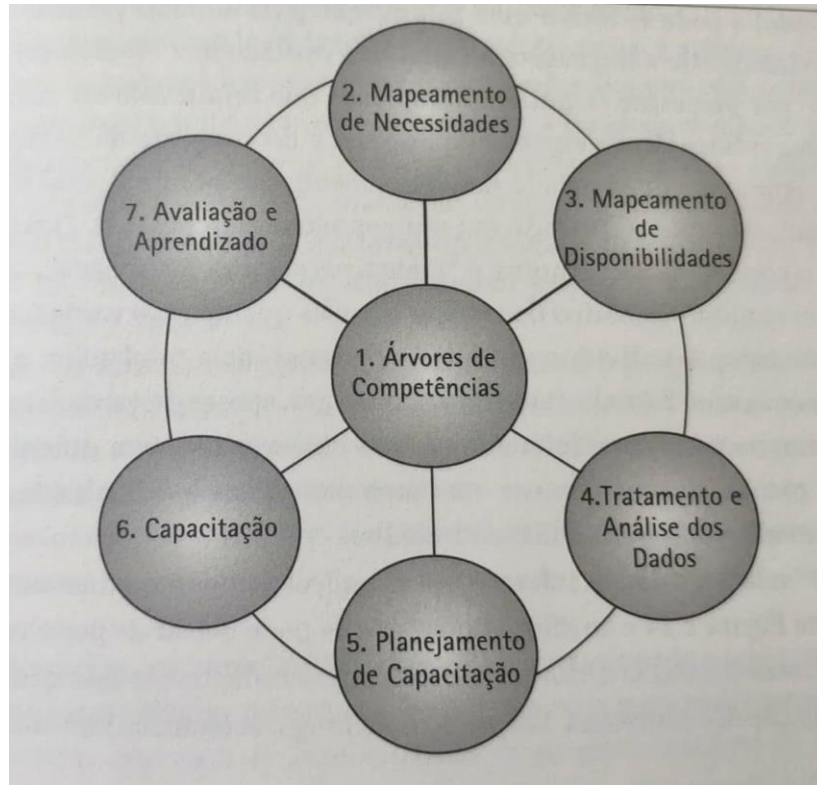 2. Mapeamento
de Necessidades
3. Mapeamento
de
Disponibilidades
7. Avaliação e
Aprendizado
1. Árvores de
Competências
4.Tratamento e
Análise dos
Dados
6. Capacitação
5. Planejamento
de Capacitação